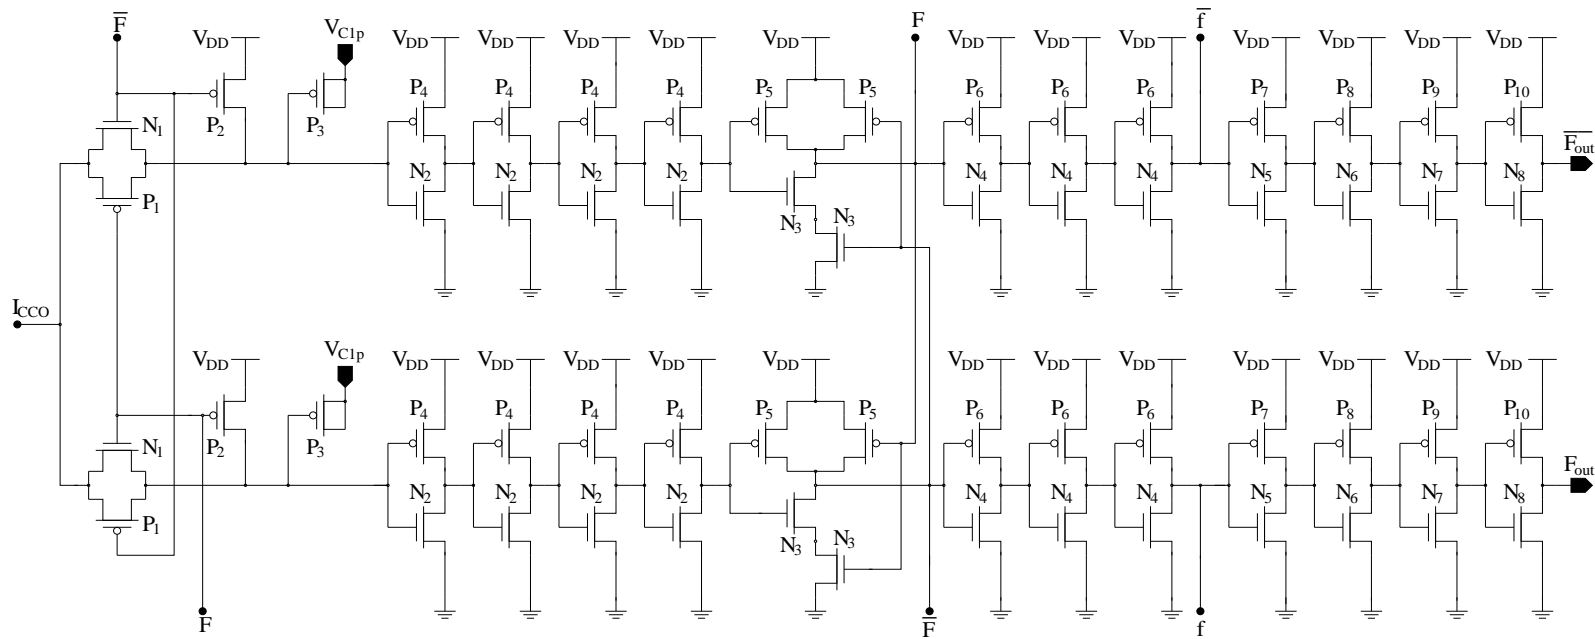 F̅ V_C1p F f̅
V_DD V_DD V_DD V_DD V_DD V_DD V_DD V_DD V_DD V_DD V_DD V_DD V_DD
P_4 P_4 P_4 P_4 P_5 P_5 P_6 P_6 P_6 P_7 P_8 P_9 P_10
N_1 P_2 P_3
N_2 N_2 N_2 N_2 N_4 N_4 N_4 N_5 N_6 N_7 N_8 F̅_o̅u̅t̅
P_1
N_3 N_3
I_CCO
V_C1p
V_DD V_DD V_DD V_DD V_DD V_DD V_DD V_DD V_DD V_DD V_DD V_DD V_DD
P_4 P_4 P_4 P_4 P_5 P_5 P_6 P_6 P_6 P_7 P_8 P_9 P_10
N_1 P_2 P_3
N_2 N_2 N_2 N_2 N_4 N_4 N_4 N_5 N_6 N_7 N_8 F_out
P_1
N_3 N_3
F F̅ f